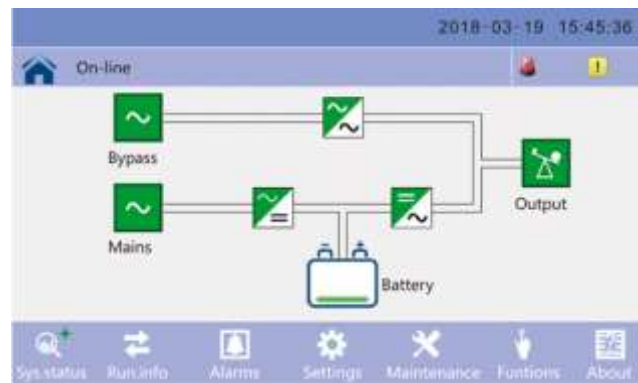 2018-03-19 15:45:36
On-line
Bypass
Output
Mains
Battery
Sys.status Run.info Alarms Settings Maintenance Funtions About